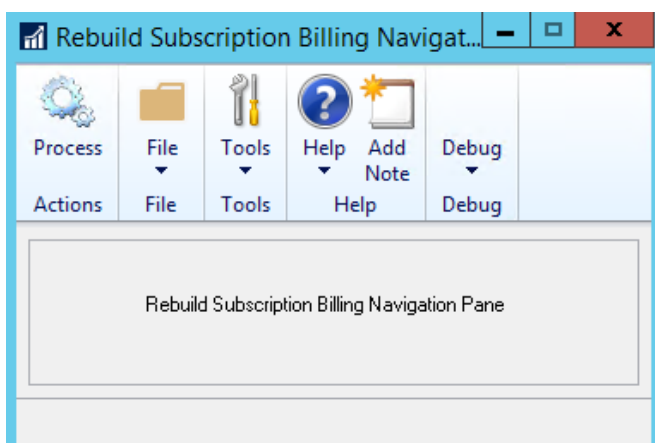 Rebuild Subscription Billing Navigat...
Process File Tools Help Add Note Debug
Actions File Tools Help Debug
Rebuild Subscription Billing Navigation Pane